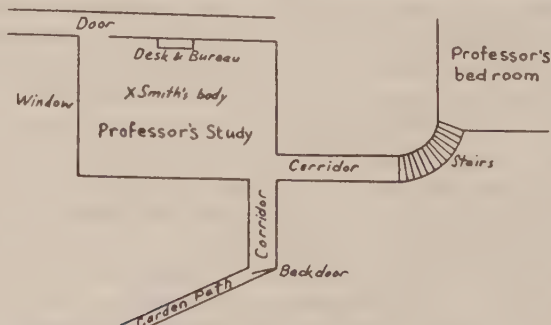 Door
Desk & Bureau
Professor's
bed room
Window
X Smith's body
Professor's Study
Corridor
Stairs
Corridor
Backdoor
Garden Path